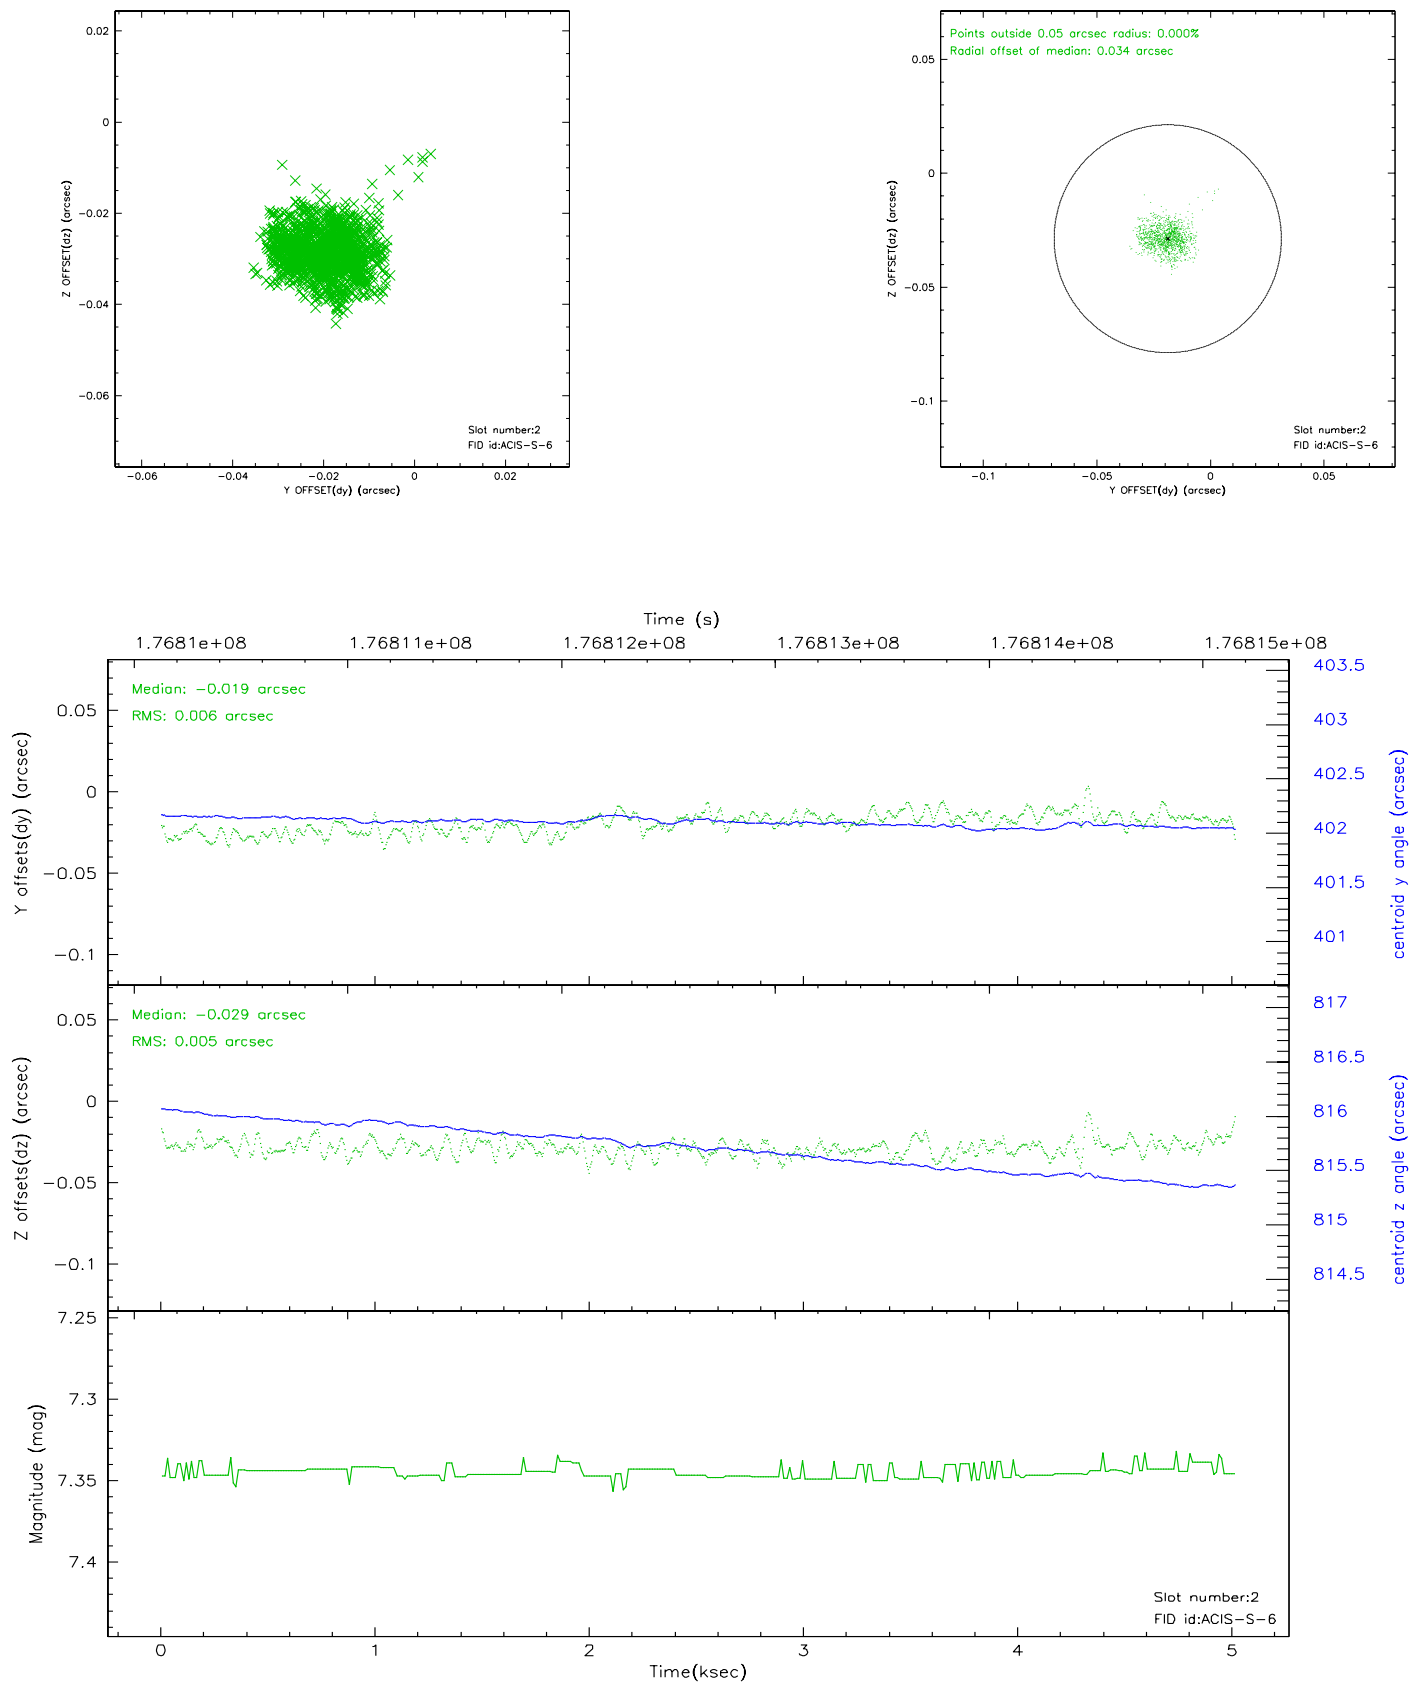 0.02
0
-0.02
-0.04
-0.06
Z OFFSET(dz) (arcsec)
Slot number:2
FID id:ACIS-S-6
-0.06 -0.04 -0.02 0 0.02
Y OFFSET(dy) (arcsec)
Points outside 0.05 arcsec radius: 0.000%
Radial offset of median: 0.034 arcsec
0.05
0
-0.05
-0.1
Z OFFSET(dz) (arcsec)
Slot number:2
FID id:ACIS-S-6
-0.1 -0.05 0 0.05
Y OFFSET(dy) (arcsec)
Time (s)
1.7681e+08 1.76811e+08 1.76812e+08 1.76813e+08 1.76814e+08 1.76815e+08
Median: -0.019 arcsec
RMS: 0.006 arcsec
0.05
0
-0.05
-0.1
Y offsets(dy) (arcsec)
403.5
403
402.5
402
401.5
401
centroid y angle (arcsec)
Median: -0.029 arcsec
RMS: 0.005 arcsec
0.05
0
-0.05
-0.1
Z offsets(dz) (arcsec)
817
816.5
816
815.5
815
814.5
centroid z angle (arcsec)
7.25
7.3
7.35
7.4
Magnitude (mag)
Slot number:2
FID id:ACIS-S-6
0 1 2 3 4 5
Time(ksec)